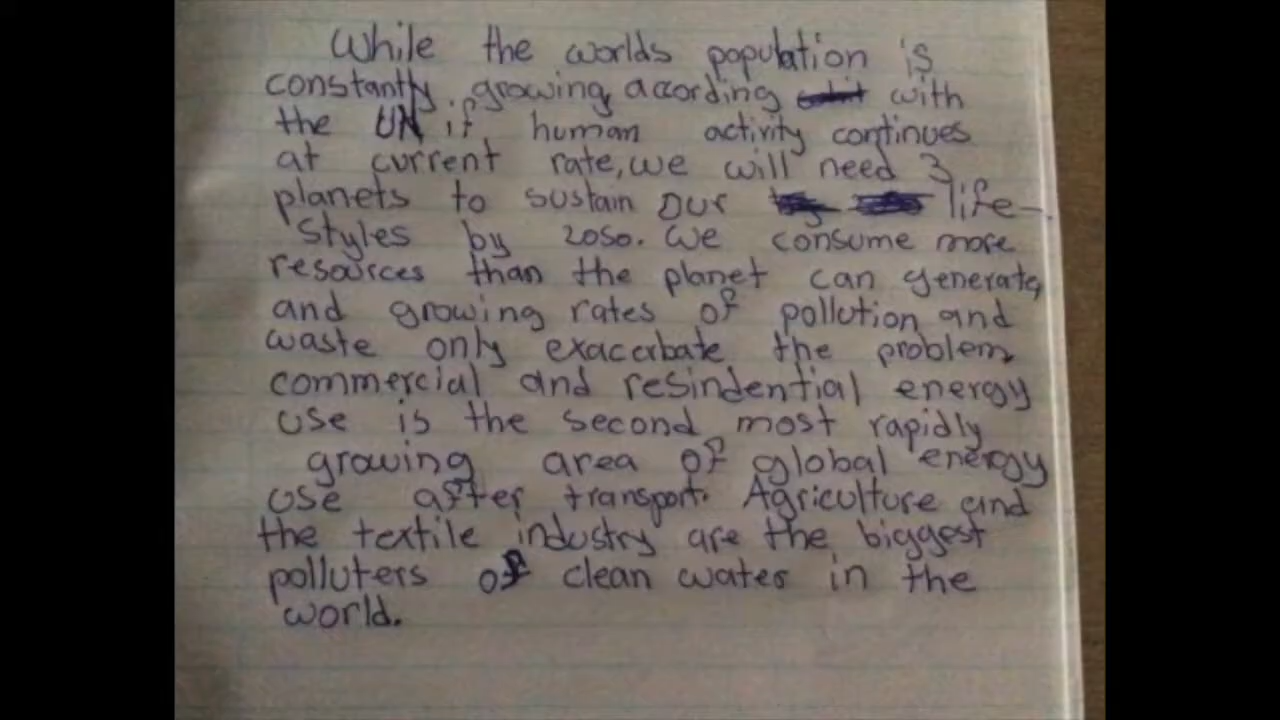 While the worlds population is
constantly growing according with
the UN if human activity continues
at current rate, we will need 3
planets to sustain our life-
styles by 2050. We consume more
resources than the planet can generate,
and growing rates of pollution and
waste only exacerbate the problem
commercial and resindential energy
use is the second most rapidly
growing area of global energy
use after transport. Agriculture and
the textile industry are the biggest
polluters of clean water in the
world.